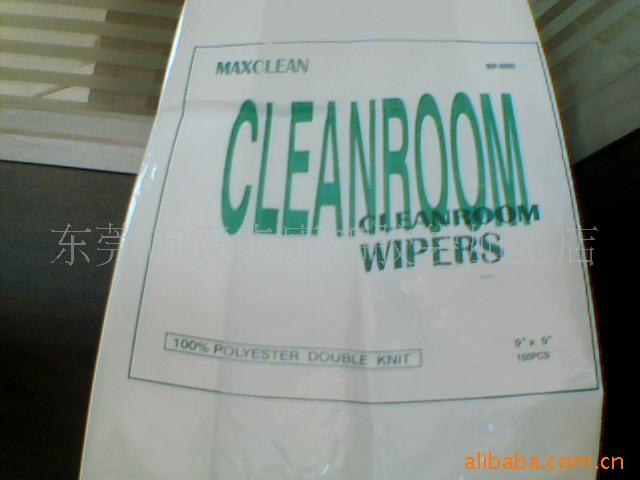 MAXCLEAN
CLEANROOM
CLEANROOM
WIPERS
100% POLYESTER DOUBLE KNIT
9" x 9"
150PCS
alibaba.com.cn